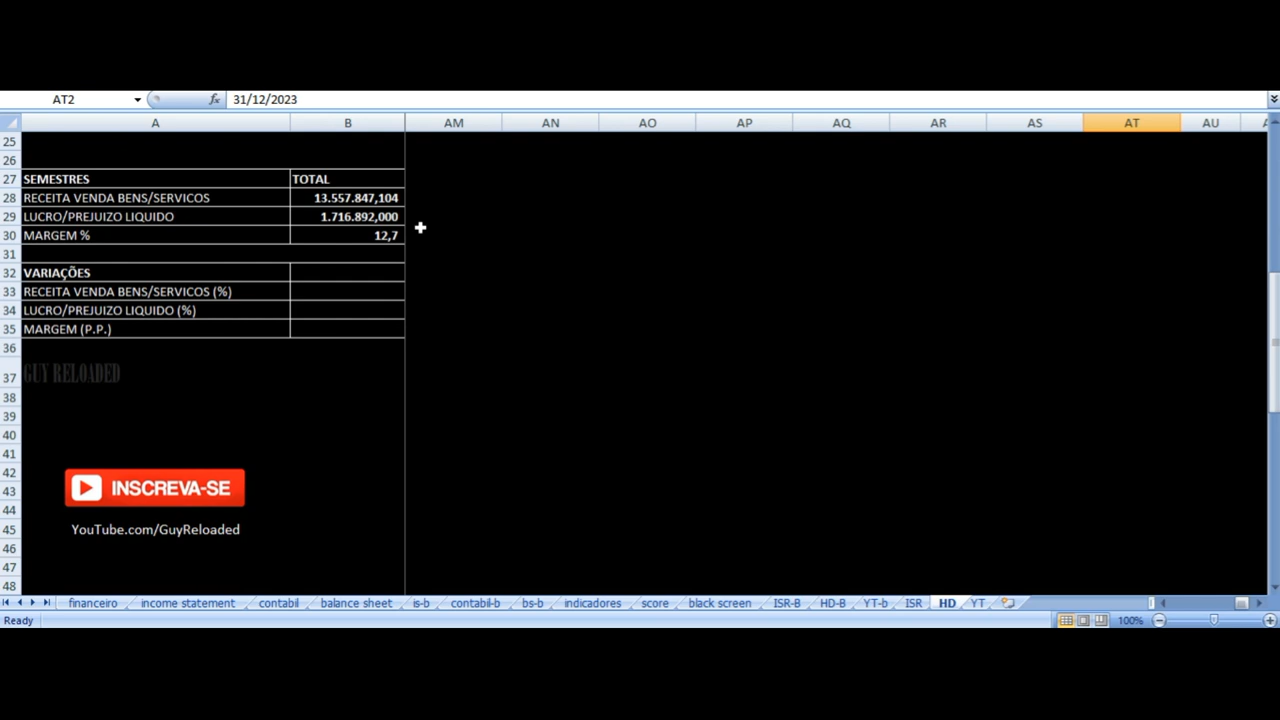 AT2 fx 31/12/2023
A B AM AN AO AP AQ AR AS AT AU
25
26
27 SEMESTRES TOTAL
28 RECEITA VENDA BENS/SERVICOS 13.557.847,104
29 LUCRO/PREJUIZO LIQUIDO 1.716.892,000
30 MARGEM % 12,7
31
32 VARIAÇÕES
33 RECEITA VENDA BENS/SERVICOS (%)
34 LUCRO/PREJUIZO LIQUIDO (%)
35 MARGEM (P.P.)
36
37 GUY RELOADED
38
39
40
41
42
43 INSCREVA-SE
44
45 YouTube.com/GuyReloaded
46
47
48
financeiro income statement contabil balance sheet is-b contabil-b bs-b indicadores score black screen ISR-B HD-B YT-b ISR HD YT
Ready 100%